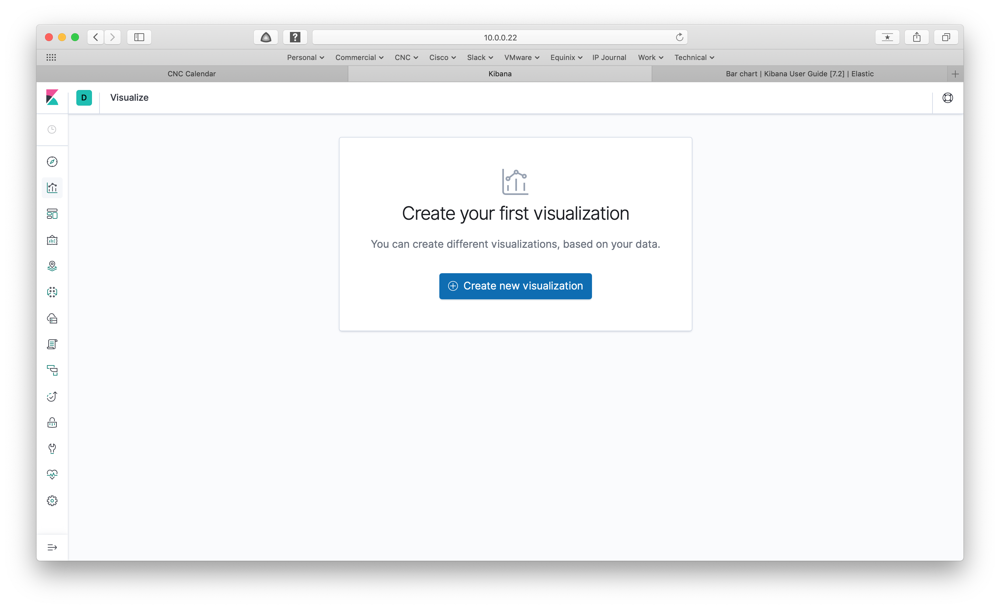 10.0.0.22
Personal Commercial CNC Cisco Slack VMware Equinix IP Journal Work Technical
CNC Calendar Kibana Bar chart | Kibana User Guide [7.2] | Elastic
D Visualize
Create your first visualization
You can create different visualizations, based on your data.
Create new visualization